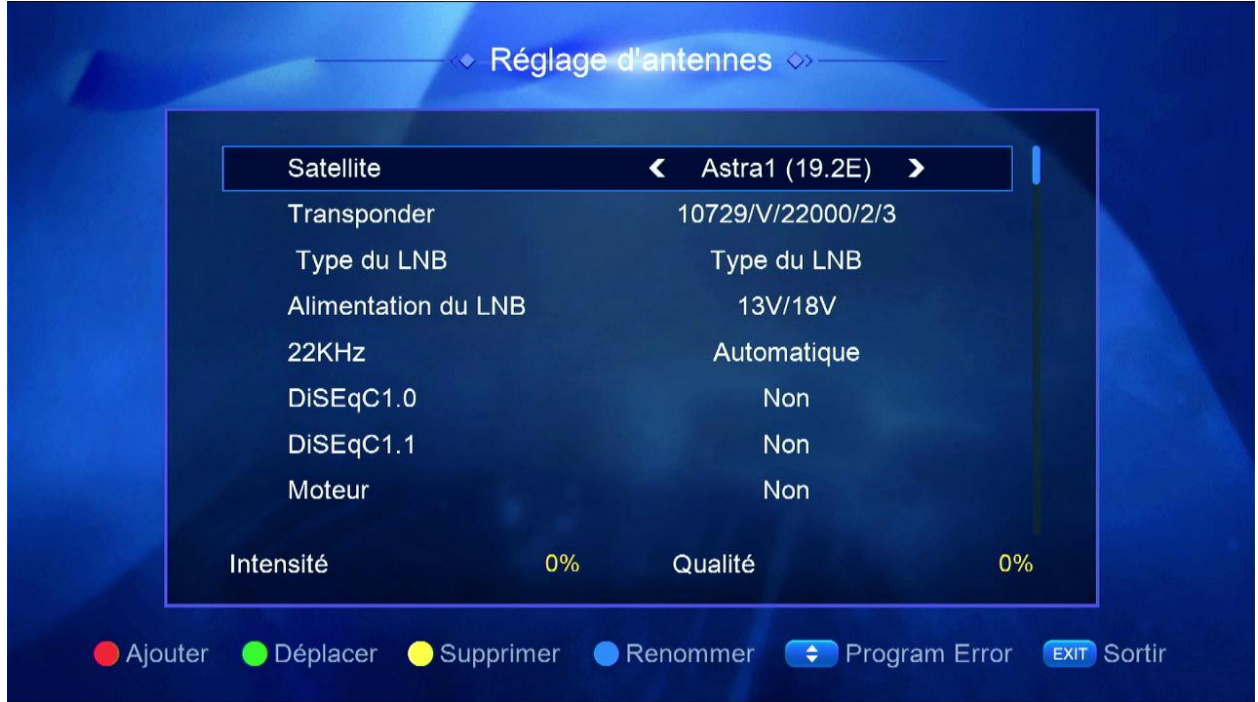 Réglage d'antennes
Satellite Astra1 (19.2E)
Transponder 10729/V/22000/2/3
Type du LNB Type du LNB
Alimentation du LNB 13V/18V
22KHz Automatique
DiSEqC1.0 Non
DiSEqC1.1 Non
Moteur Non
Intensité 0% Qualité 0%
Ajouter Déplacer Supprimer Renommer Program Error EXIT Sortir